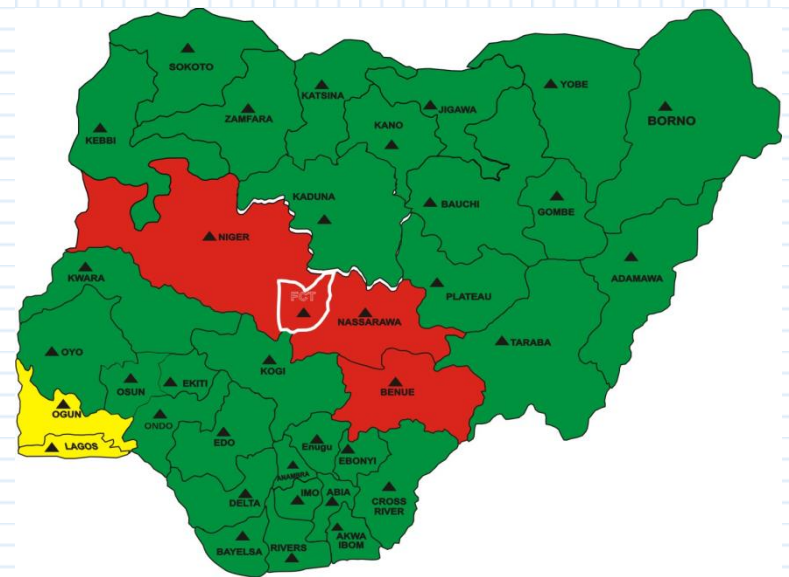 SOKOTO
KATSINA
YOBE
ZAMFARA
JIGAWA
KANO
BORNO
KEBBI
KADUNA
BAUCHI
GOMBE
NIGER
ADAMAWA
KWARA
FCT
PLATEAU
NASSARAWA
TARABA
OYO
KOGI
OSUN
EKITI
BENUE
OGUN
ONDO
EDO
LAGOS
Enugu
EBONYI
ANAMBRA
IMO
ABIA
DELTA
CROSS
RIVER
AKWA
IBOM
BAYELSA
RIVERS